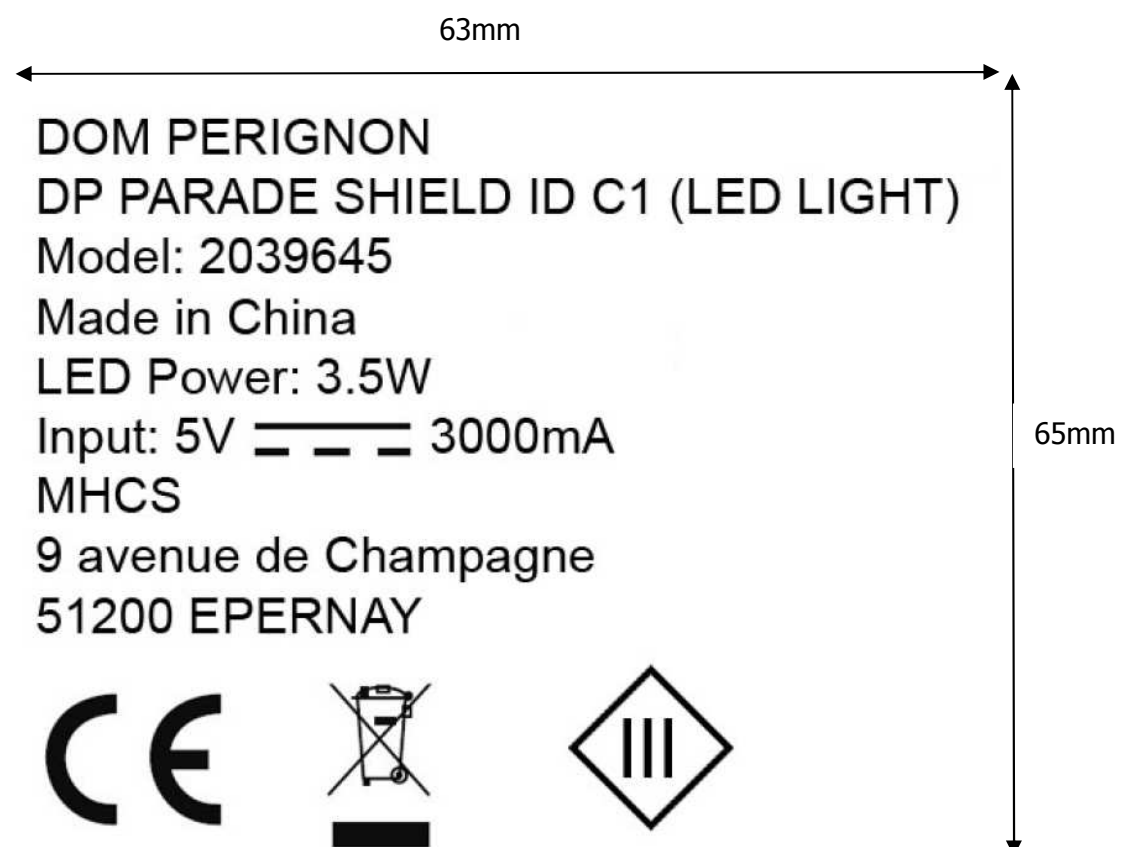 63mm
DOM PERIGNON
DP PARADE SHIELD ID C1 (LED LIGHT)
Model: 2039645
Made in China
LED Power: 3.5W
Input: 5V ⎓ 3000mA
65mm
MHCS
9 avenue de Champagne
51200 EPERNAY
CE
III